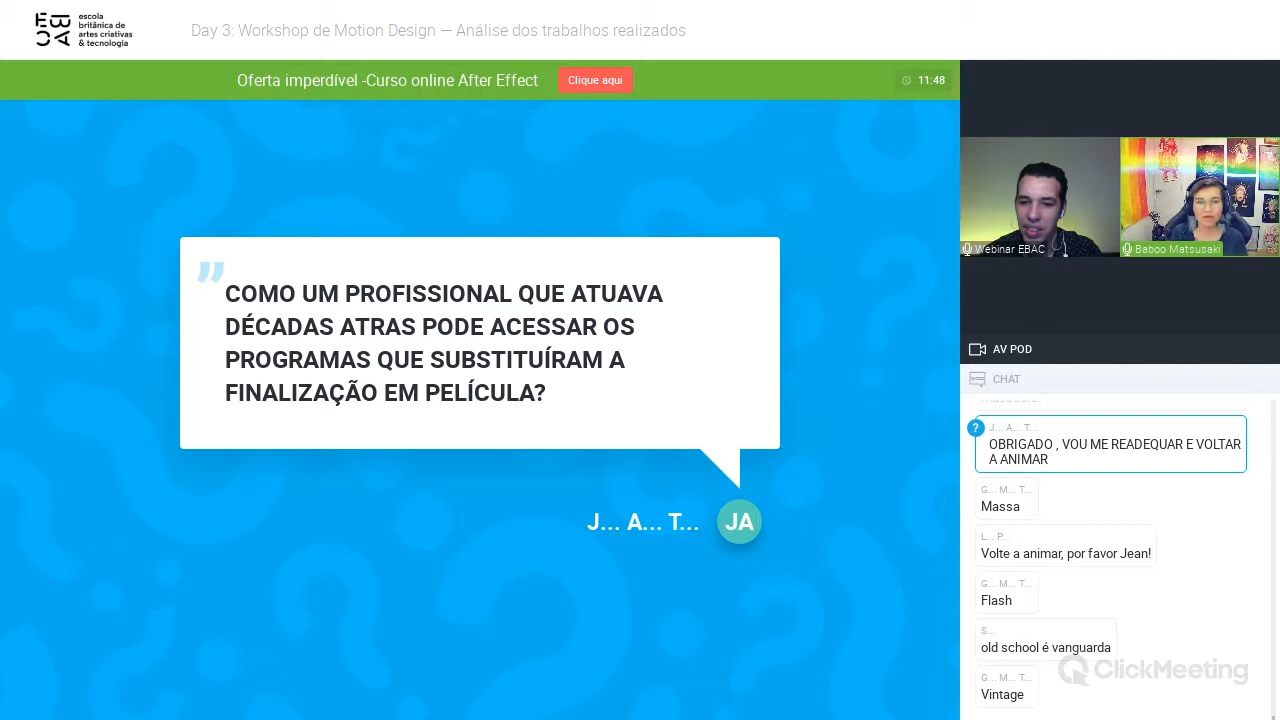 EBAC
escola
britânica de
artes criativas
& tecnologia
Day 3: Workshop de Motion Design — Análise dos trabalhos realizados
Oferta imperdível -Curso online After Effect
Clique aqui
11:48
”
COMO UM PROFISSIONAL QUE ATUAVA
DÉCADAS ATRAS PODE ACESSAR OS
PROGRAMAS QUE SUBSTITUÍRAM A
FINALIZAÇÃO EM PELÍCULA?
J... A... T...
JA
Webinar EBAC
Baboo Matsusaki
AV POD
CHAT
?
J... A... T...
OBRIGADO , VOU ME READEQUAR E VOLTAR
A ANIMAR
G... M... T...
Massa
L... P...
Volte a animar, por favor Jean!
G... M... T...
Flash
S...
old school é vanguarda
G... M... T...
Vintage
ClickMeeting